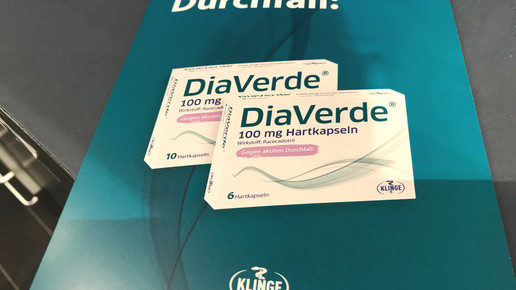 Durchfall:
DiaVerde®
100 mg
Wirkstoff: Racecadotril
Gegen akuten Durchfall
10 Hartkapseln
DiaVerde®
100 mg Hartkapseln
Wirkstoff: Racecadotril
Gegen akuten Durchfall
6 Hartkapseln
KLINGE
KLINGE